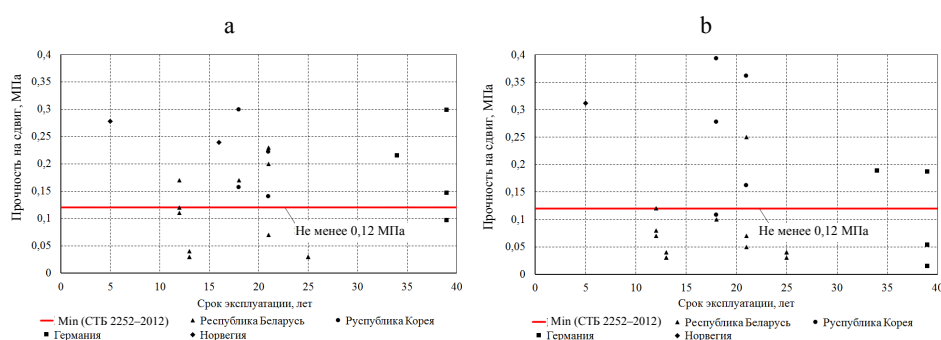 a
b
Прочность на сдвиг, МПа
0,4
0,35
0,3
0,25
0,2
0,15
0,1
0,05
0
Не менее 0,12 МПа
0 5 10 15 20 25 30 35 40
Срок эксплуатации, лет
Min (СТБ 2252–2012) Республика Беларусь Руспублика Корея
Германия Норвегия
Прочность на сдвиг, МПа
0,4
0,35
0,3
0,25
0,2
0,15
0,1
0,05
0
Не менее 0,12 МПа
0 5 10 15 20 25 30 35 40
Срок эксплуатации, лет
Min (СТБ 2252–2012) Республика Беларусь Руспублика Корея
Германия Норвегия